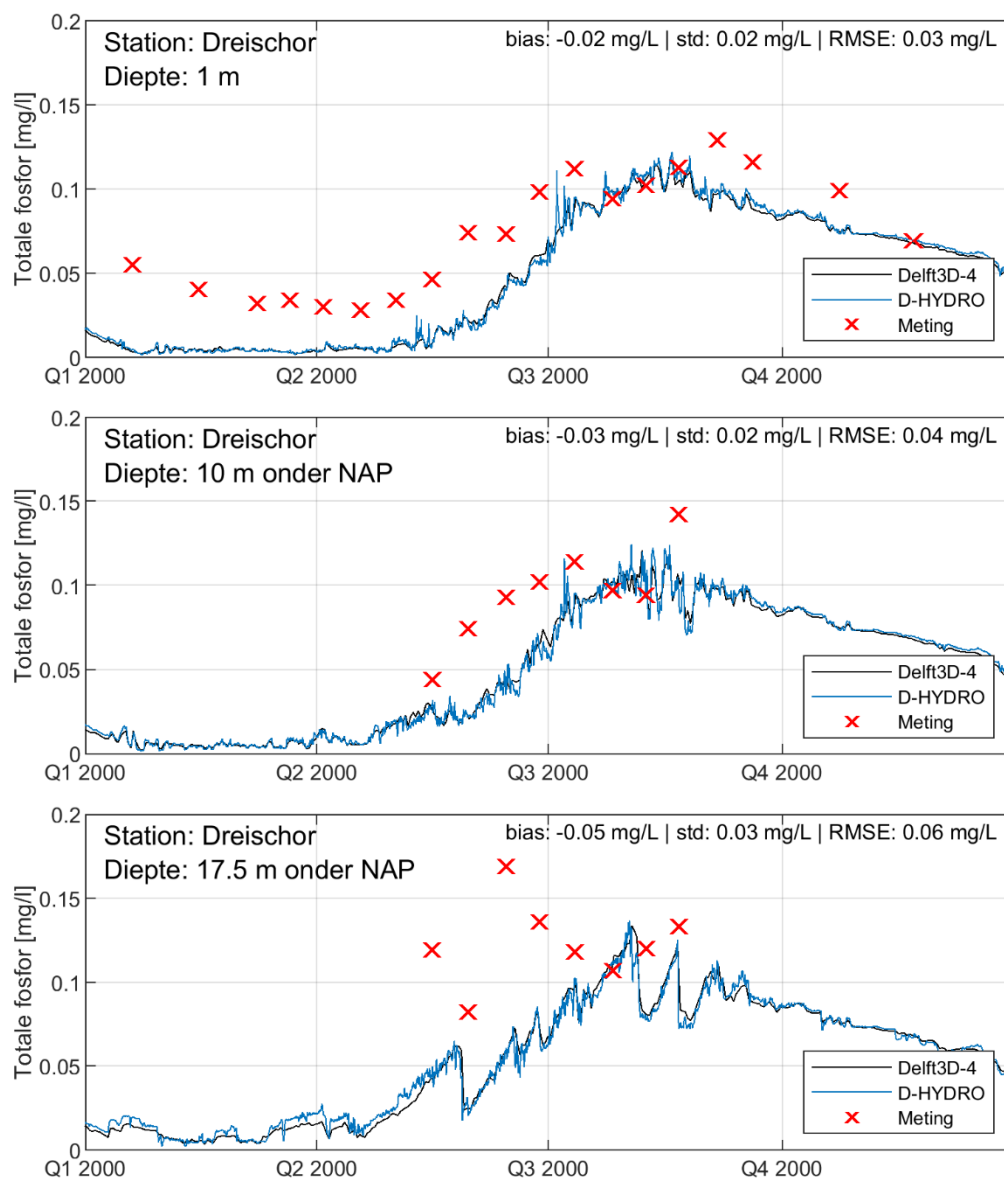 Station: Dreischor
Diepte: 1 m
bias: -0.02 mg/L | std: 0.02 mg/L | RMSE: 0.03 mg/L
Totale fosfor [mg/l]
0.2
0.15
0.1
0.05
0
Q1 2000
Q2 2000
Q3 2000
Q4 2000
Delft3D-4
D-HYDRO
Meting
Station: Dreischor
Diepte: 10 m onder NAP
bias: -0.03 mg/L | std: 0.02 mg/L | RMSE: 0.04 mg/L
Totale fosfor [mg/l]
0.2
0.15
0.1
0.05
0
Q1 2000
Q2 2000
Q3 2000
Q4 2000
Delft3D-4
D-HYDRO
Meting
Station: Dreischor
Diepte: 17.5 m onder NAP
bias: -0.05 mg/L | std: 0.03 mg/L | RMSE: 0.06 mg/L
Totale fosfor [mg/l]
0.2
0.15
0.1
0.05
0
Q1 2000
Q2 2000
Q3 2000
Q4 2000
Delft3D-4
D-HYDRO
Meting